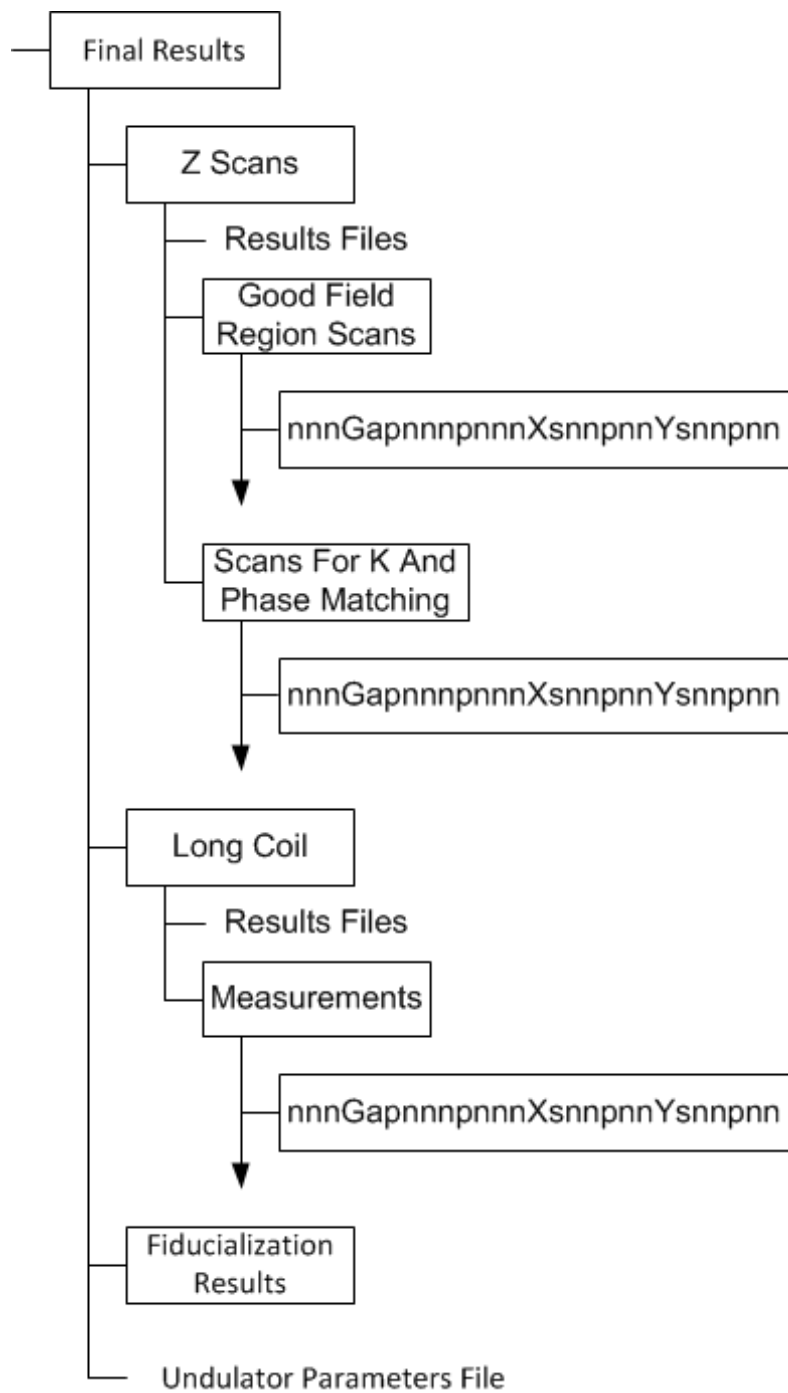 Final Results
Z Scans
Results Files
Good Field
Region Scans
nnnGapnnnpnnnXsnnpnnYsnnpnn
Scans For K And
Phase Matching
nnnGapnnnpnnnXsnnpnnYsnnpnn
Long Coil
Results Files
Measurements
nnnGapnnnpnnnXsnnpnnYsnnpnn
Fiducialization
Results
Undulator Parameters File